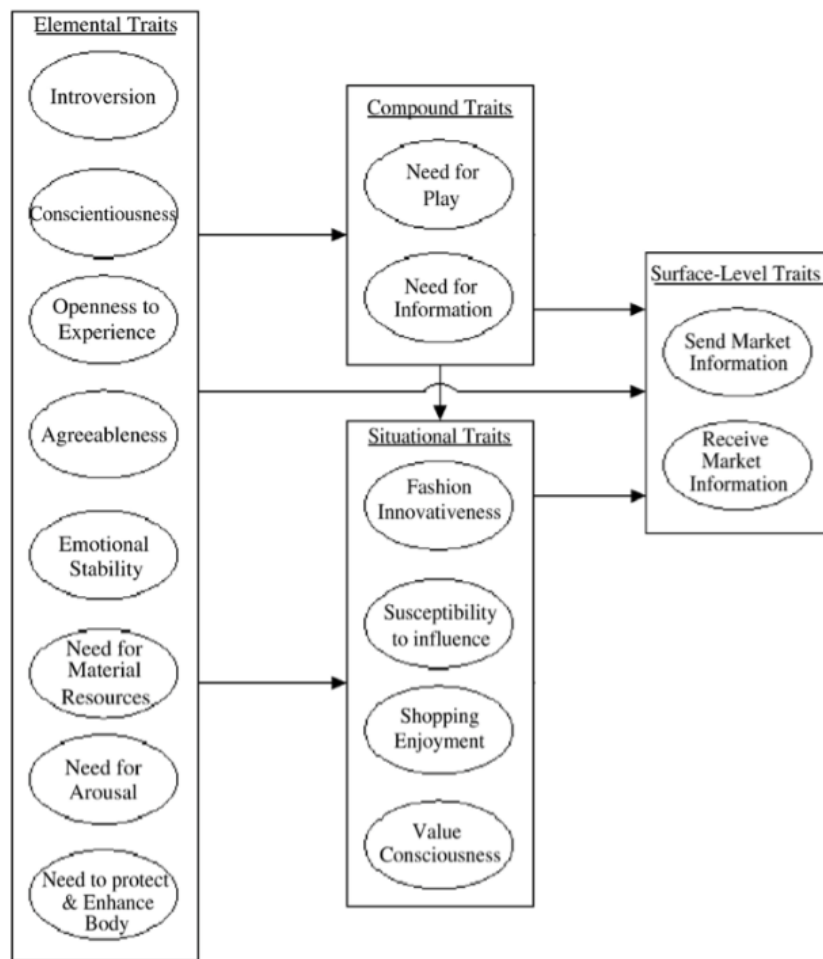 Elemental Traits
Introversion
Conscientiousness
Openness to
Experience
Agreeableness
Emotional
Stability
Need for
Material
Resources
Need for
Arousal
Need to protect
& Enhance
Body
Compound Traits
Need for
Play
Need for
Information
Situational Traits
Fashion
Innovativeness
Susceptibility
to influence
Shopping
Enjoyment
Value
Consciousness
Surface-Level Traits
Send Market
Information
Receive
Market
Information